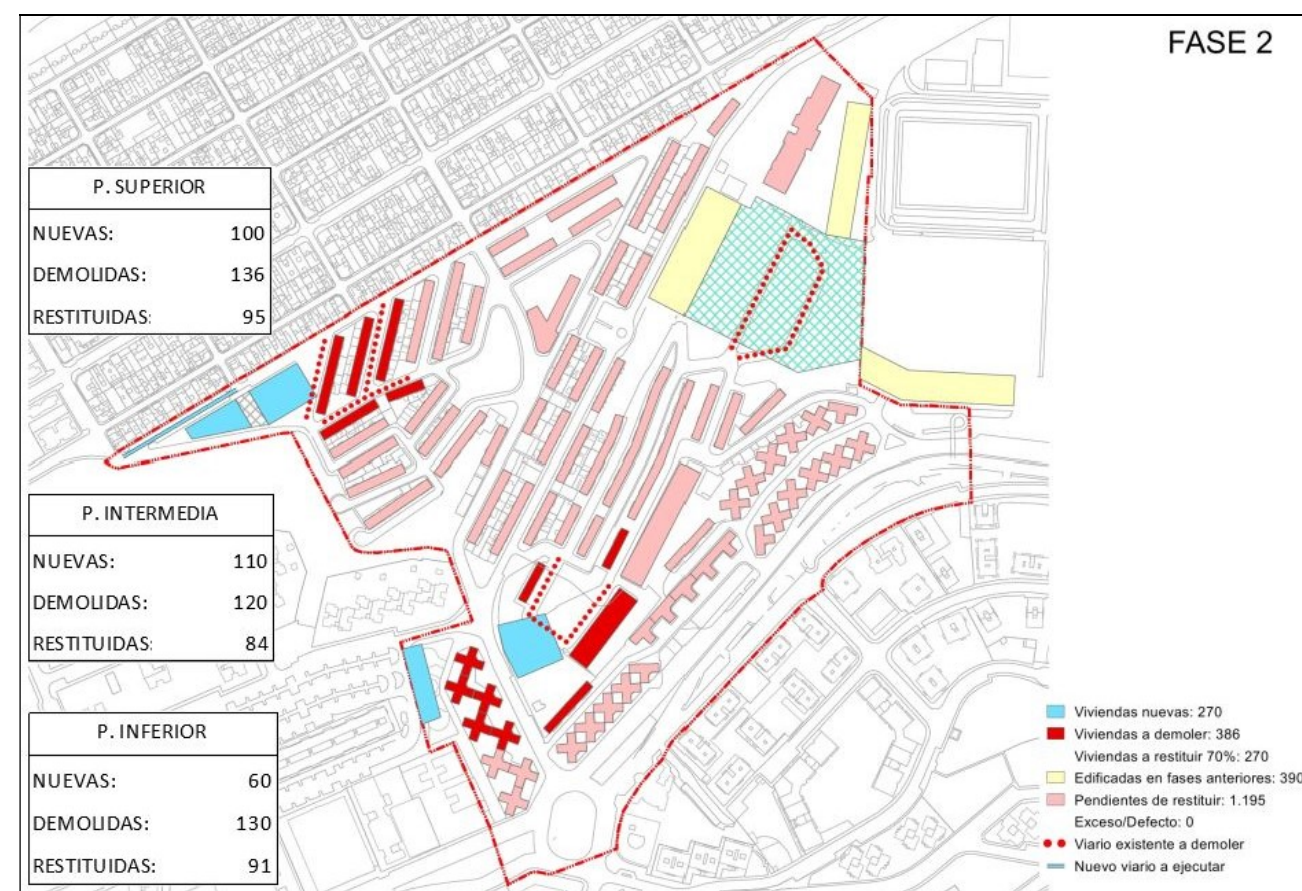 FASE 2
P. SUPERIOR
NUEVAS: 100
DEMOLIDAS: 136
RESTITUIDAS: 95
P. INTERMEDIA
NUEVAS: 110
DEMOLIDAS: 120
RESTITUIDAS: 84
P. INFERIOR
NUEVAS: 60
DEMOLIDAS: 130
RESTITUIDAS: 91
Viviendas nuevas: 270
Viviendas a demoler: 386
Viviendas a restituir 70%: 270
Edificadas en fases anteriores: 390
Pendientes de restituir: 1.195
Exceso/Defecto: 0
Viario existente a demoler
Nuevo viario a ejecutar